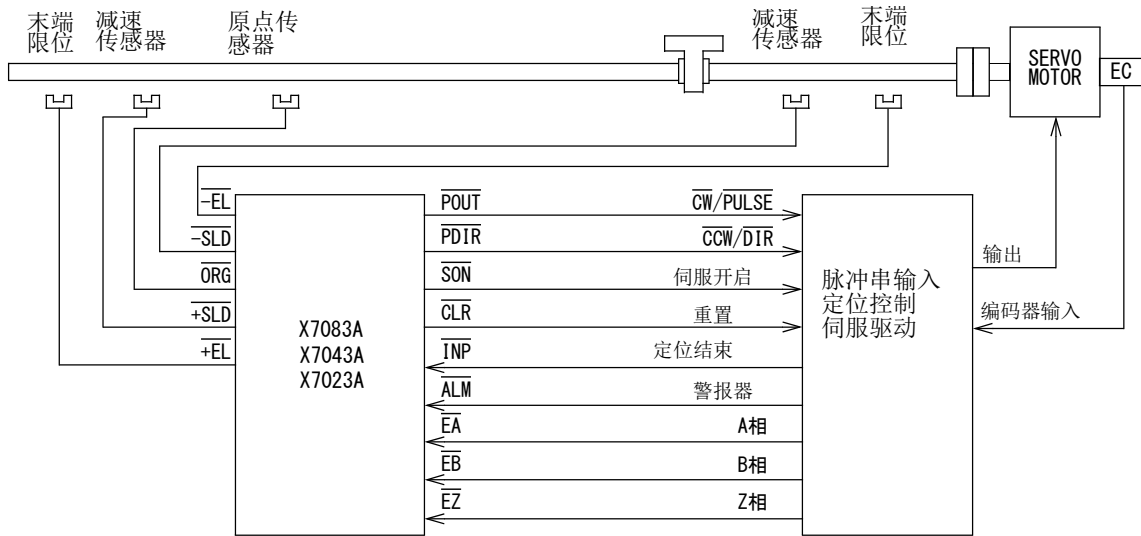 末端
限位
减速
传感器
原点传
感器
减速
传感器
末端
限位
SERVO
MOTOR
EC
-EL
-SLD
ORG
+SLD
+EL
X7083A
X7043A
X7023A
POUT
PDIR
SON
CLR
INP
ALM
EA
EB
EZ
CW/PULSE
CCW/DIR
伺服开启
重置
定位结束
警报器
A相
B相
Z相
脉冲串输入
定位控制
伺服驱动
输出
编码器输入